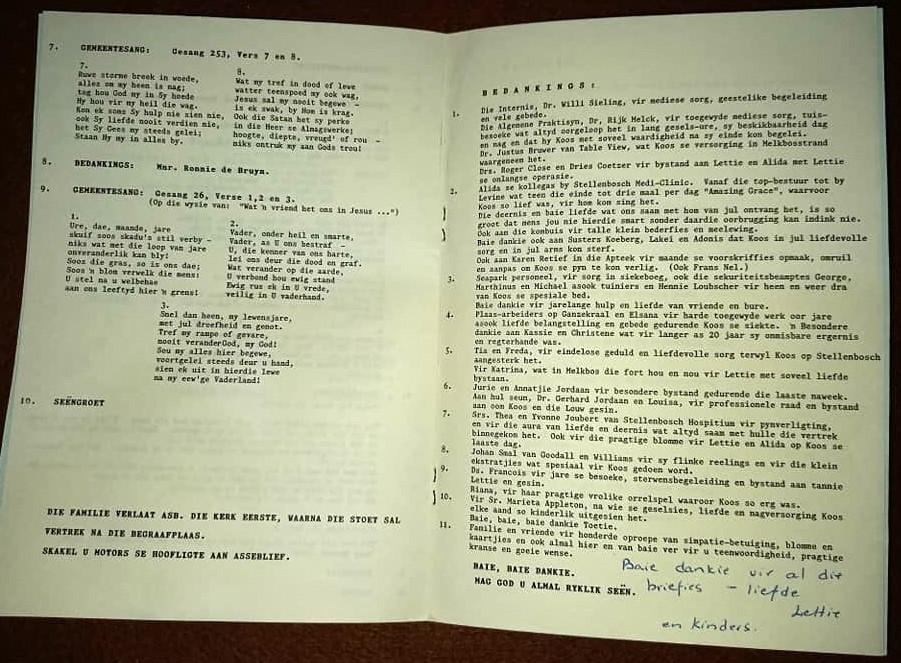 7. GEMEENTESANG: Gesang 253, Vers 7 en 8.
7.
Ruwe storme breek in woede,
alles om my heen is nag;
tog hou God my in Sy hoede
Hy hou vir my heil die wag.
Kon ek soms Sy hulp nie sien nie,
ook Sy liefde nooit verdien nie,
het Sy Gees my steeds gelei;
Staan Hy my in alles by.
8.
Wat my tref in dood of lewe
watter teenspoed my ook wag,
Jesus sal my nooit begewe -
is ek swak, by Hom is krag.
Ook die Satan het sy perke
in die Heer se Almagswerke;
hoogte, diepte, vreugd' of rou -
niks ontruk my aan Gods trou!
8. BEDANKINGS: Mnr. Ronnie de Bruyn.
9. GEMEENTESANG: Gesang 26, Verse 1,2 en 3.
(Op die wysie van: "Wat 'n vriend het ons in Jesus ...")
1.
Ure, dae, maande, jare
skuif soos skadu's stil verby -
niks wat met die loop van jare
onveranderlik kan bly!
Soos die gras, so is ons dae;
Soos 'n blom verwelk die mens:
U stel na u welbehae
aan ons leeftyd hier 'n grens!
2.
Vader, onder heil en smarte,
Vader, as U ons bestraf -
U, die kenner van ons harte,
lei ons deur die dood en graf.
Wat verander op die aarde,
U verbond hou ewig stand
Ewig rus ek in U vrede,
veilig in U vaderhand.
3.
Snel dan heen, my lewensjare,
met jul droefheid en genot.
Tref my rampe of gevare,
nooit veranderGod, my God!
Sou my alles hier begewe,
voortgelei steeds deur u hand,
sien ek uit in hierdie lewe
na my eew'ge Vaderland!
10. SEËNGROET
DIE FAMILIE VERLAAT ASB. DIE KERK EERSTE, WAARNA DIE STOET SAL
VERTREK NA DIE BEGRAAFPLAAS.
SKAKEL U MOTORS SE HOOFLIGTE AAN ASSEBLIEF.
BEDANKINGS:
1. Die Internis, Dr. Willi Sieling, vir mediese sorg, geestelike begeleiding
en vele gebede.
Die Algemene Praktisyn, Dr, Rijk Melck, vir toegewyde mediese sorg, tuis-
besoeke wat altyd oorgeloop het in lang gesels-ure, sy beskikbaarheid dag
en nag en dat hy Koos met soveel waardigheid na sy einde kon begelei.
Dr. Justus Bruwer van Table View, wat Koos se versorging in Melkbosstrand
waargeneem het.
Drs. Roger Close en Dries Coetser vir bystand aan Lettie en Alida met Lettie
se onlangse operasie.
2. Alida se kollegas by Stellenbosch Medi-Clinic. Vanaf die top-bestuur tot by
Levine wat teen die einde tot drie maal per dag "Amazing Grace", waarvoor
Koos so lief was, vir hom kom sing het.
Die deernis en baie liefde wat ons saam met hom van jul ontvang het, is so
groot dat mens jou nie hierdie smart sonder daardie oorbrugging kan indink nie.
Ook aan die kombuis vir talle klein bederfies en meelewing.
Baie dankie ook aan Susters Koeberg, Lakei en Adonis dat Koos in jul liefdevolle
sorg en in jul arms kon sterf.
Ook aan Karen Retief in die Apteek vir maande se voorskriffies opmaak, omruil
en aanpas om Koos se pyn te kon verlig. (Ook Frans Nel.)
3. Seapark personeel, vir sorg in siekeboeg, ook die sekuriteitsbeamptes George,
Marthinus en Michael asook tuiniers en Hennie Loubscher vir heen en weer dra
van Koos se spesiale bed.
Baie dankie vir jarelange hulp en liefde van vriende en bure.
4. Plaas-arbeiders op Ganzekraal en Elsana vir harde toegewyde werk oor jare
asook liefde belangstelling en gebede gedurende Koos se siekte. 'n Besondere
dankie aan Kassie en Christene wat vir langer as 20 jaar sy onmisbare ergernis
en regterhande was.
5. Tia en Freda, vir eindelose geduld en liefdevolle sorg terwyl Koos op Stellenbosch
aangesterk het.
Vir Katrina, wat in Melkbos die fort hou en nou vir Lettie met soveel liefde
bystaan.
6. Jurie en Annatjie Jordaan vir besondere bystand gedurende die laaste naweek.
Aan hul seun, Dr. Gerhard Jordaan en Louisa, vir professionele raad en bystand
aan oom Koos en die Louw gesin.
7. Srs. Thea en Yvonne Joubert van Stellenbosch Hospitium vir pynverligting,
en vir die aura van liefde en deernis wat altyd saam met hulle die vertrek
binnegekom het. Ook vir die pragtige blomme vir Lettie en Alida op Koos se
laaste dag.
8. Johan Smal van Goodall en Williams vir sy flinke reelings en vir die klein
ekstratjies wat spesiaal vir Koos gedoen word.
9. Ds. Francois vir jare se besoeke, sterwensbegeleiding en bystand aan tannie
Lettie en gesin.
Riana, vir haar pragtige vrolike orrelspel waaroor Koos so erg was.
10. Vir Sr. Marieta Appleton, na wie se geselsies, liefde en nagversorging Koos
elke aand so kinderlik uitgesien het.
Baie, baie, baie dankie Toetie.
11. Familie en vriende vir honderde oproepe van simpatie-betuiging, blomme en
kaartjies en ook almal hier en van baie ver vir u teenwoordigheid, pragtige
kranse en goeie wense.
BAIE, BAIE DANKIE.
MAG GOD U ALMAL RYKLIK SEËN.
Baie dankie vir al die
briefies - liefde
Lettie
en kinders.